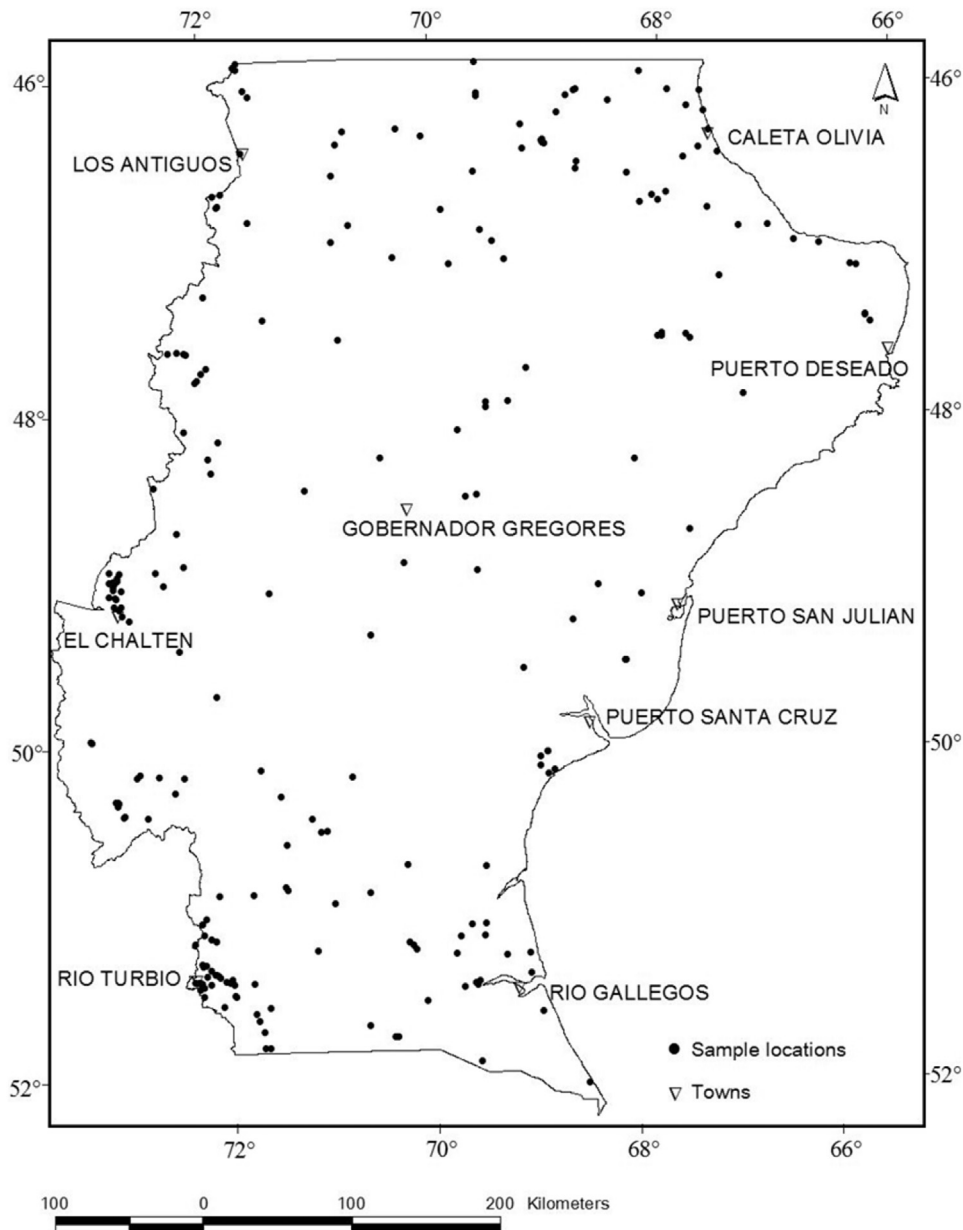 72° 70° 68° 66°
46° 46°
N
CALETA OLIVIA
LOS ANTIGUOS
PUERTO DESEADO
48° 48°
GOBERNADOR GREGORES
PUERTO SAN JULIAN
EL CHALTEN
PUERTO SANTA CRUZ
50° 50°
RIO TURBIO
RIO GALLEGOS
Sample locations
Towns
52° 52°
72° 70° 68° 66°
100 0 100 200 Kilometers